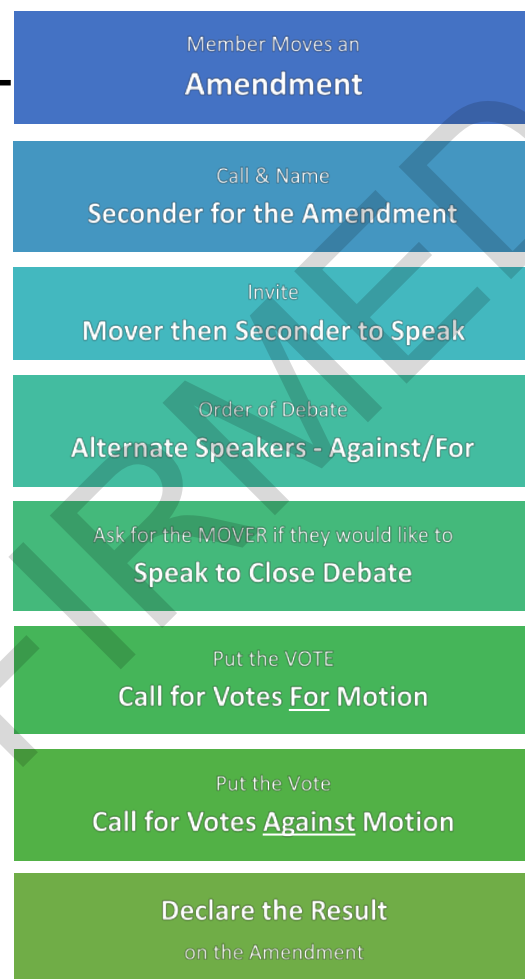 Member Moves an
Amendment
Call & Name
Seconder for the Amendment
Invite
Mover then Seconder to Speak
Order of Debate
Alternate Speakers - Against/For
Ask for the MOVER if they would like to
Speak to Close Debate
Put the VOTE
Call for Votes For Motion
Put the Vote
Call for Votes Against Motion
Declare the Result
on the Amendment
FIRMED